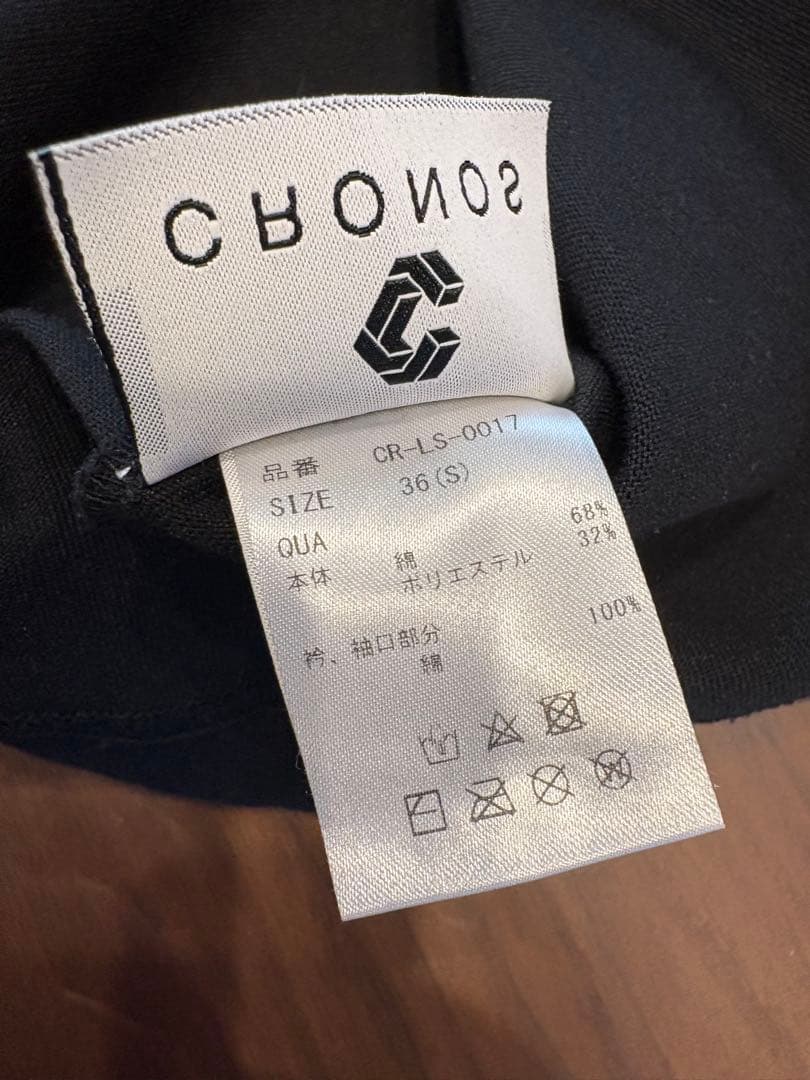 CRONOS
品番 CR-LS-0017
SIZE 36(S)
QUA
本体 綿 68%
ポリエステル 32%
衿、袖口部分
綿 100%